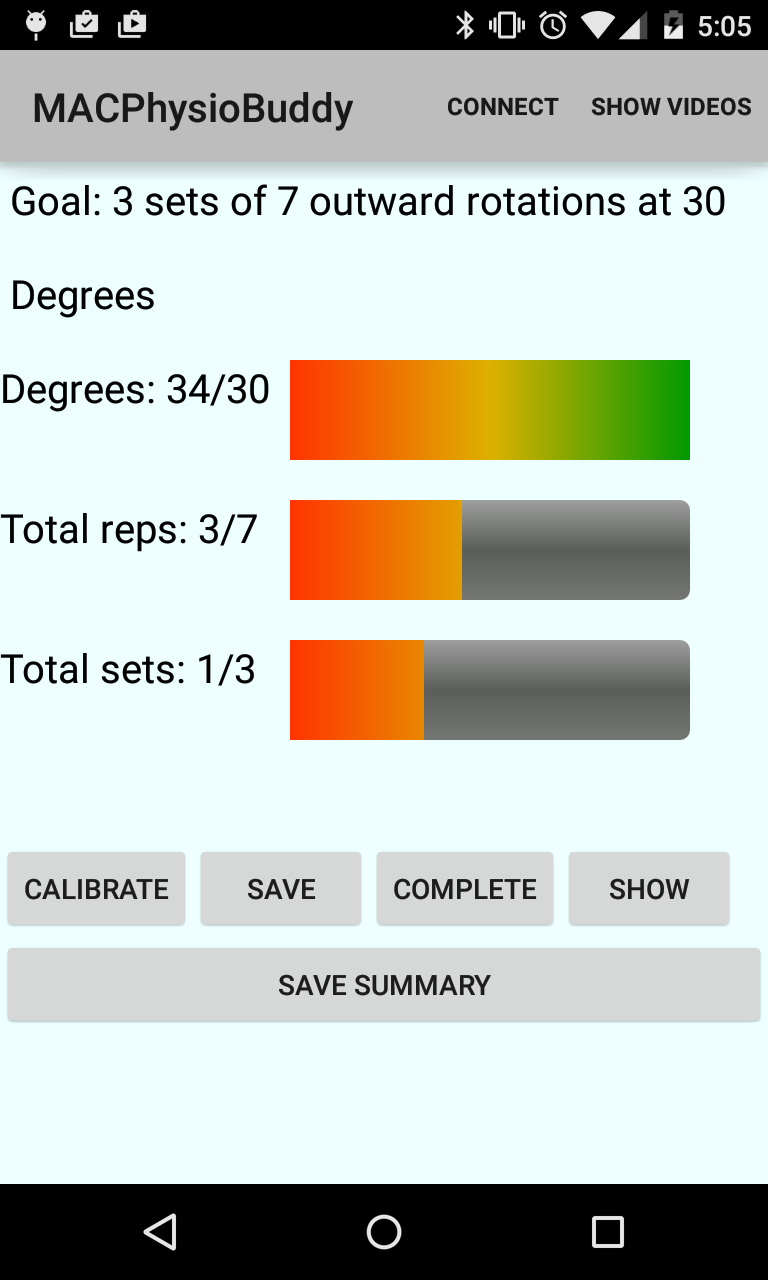 5:05
MACPhysioBuddy CONNECT SHOW VIDEOS
Goal: 3 sets of 7 outward rotations at 30
Degrees
Degrees: 34/30
Total reps: 3/7
Total sets: 1/3
CALIBRATE SAVE COMPLETE SHOW
SAVE SUMMARY